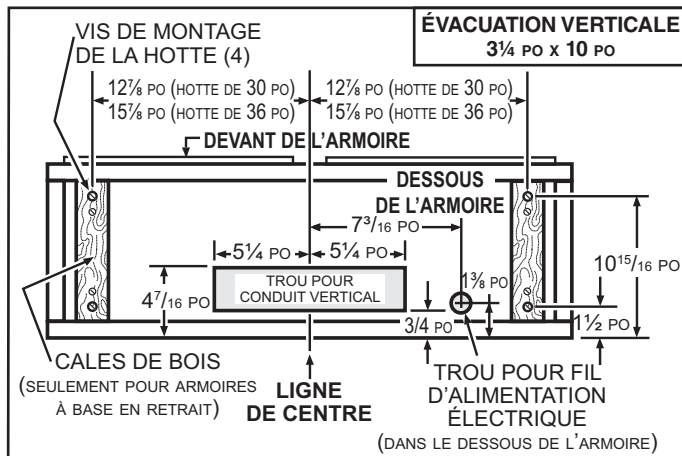 VIS DE MONTAGE
DE LA HOTTE (4)
ÉVACUATION VERTICALE
3¼ PO X 10 PO
12⅞ PO (HOTTE DE 30 PO)
15⅞ PO (HOTTE DE 36 PO)
12⅞ PO (HOTTE DE 30 PO)
15⅞ PO (HOTTE DE 36 PO)
DEVANT DE L'ARMOIRE
DESSOUS
DE L'ARMOIRE
7³/₁₆ PO
5¼ PO
5¼ PO
TROU POUR
CONDUIT VERTICAL
4⁷/₁₆ PO
1⅜ PO
3/4 PO
10¹⁵/₁₆ PO
1½ PO
CALES DE BOIS
(SEULEMENT POUR ARMOIRES
À BASE EN RETRAIT)
LIGNE
DE CENTRE
TROU POUR FIL
D'ALIMENTATION
ÉLECTRIQUE
(DANS LE DESSOUS DE L'ARMOIRE)